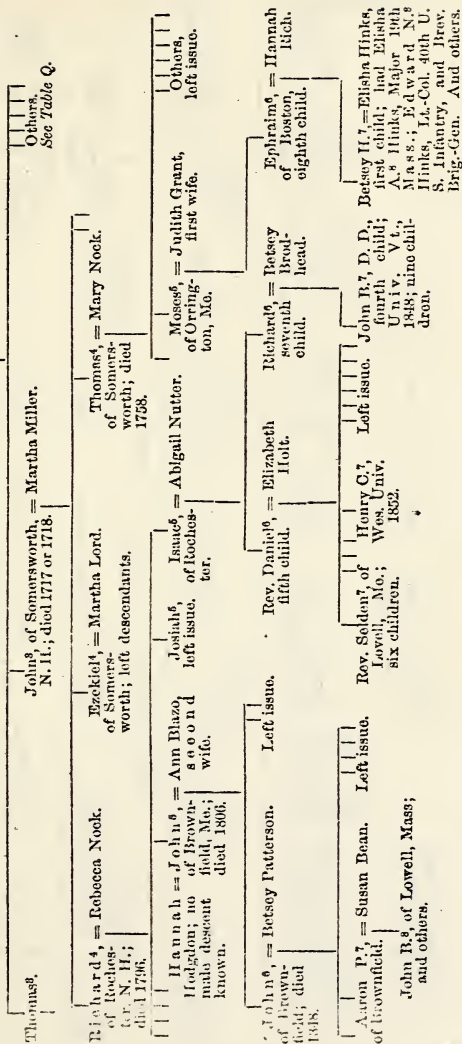 Thomas³.
John³, of Somersworth, = Martha Miller.
N. H.; died 1717 or 1718.
Others,
See Table Q.
Richard⁴, = Rebecca Nock.
of Roches-
ter, N. H.;
died 1796.
Ezekiel⁴, = Martha Lord.
of Somers-
worth; left descendants.
Thomas⁴, = Mary Nock.
of Somers-
worth; died
1758.
Hannah = John⁵, = Ann Blazo,
Hodgdon; no of Brown- second
male descent field, Me.; wife.
known. died 1806.
Josiah⁵,
left issue.
Isaac⁵, = Abigail Nutter.
of Roches-
ter.
Moses⁵, = Judith Grant,
of Orring- first wife.
ton, Me.
Others,
left issue.
John⁶, = Betsey Patterson.
of Brown-
field; died
1848.
Left issue.
Rev. Daniel⁶, = Elizabeth
fifth child. Holt.
Richard⁶, = Betsey
seventh Brod-
child. head.
Ephraim⁶, = Hannah
of Boston, Rich.
eighth child.
Aaron P.⁷, = Susan Bean.
of Brownfield.
Left issue.
Rev. Selden⁷, of
Lovell, Me.;
six children.
Henry C.⁷,
Wes. Univ.
1852.
Left issue.
John B.⁷, D. D.,
fourth child;
Univ. Vt.,
1848; nine chil-
dren.
Betsey H.⁷, = Elisha Hinks,
first child; had Elisha
A.⁸ Hinks, Major 19th
Mass.; Edward N.⁸
Hinks, Lt.-Col. 40th U.
S. Infantry, and Brev.
Brig.-Gen. And others.
John B.⁸, of Lowell, Mass;
and others.